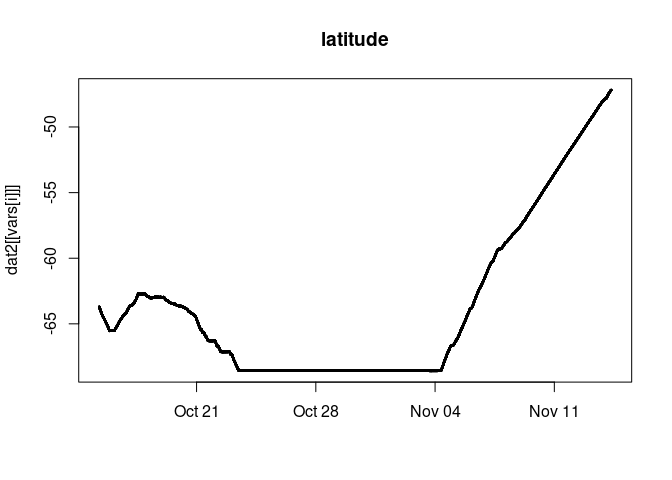 latitude
dat2[[vars[i]]]
-50
-55
-60
-65
Oct 21
Oct 28
Nov 04
Nov 11